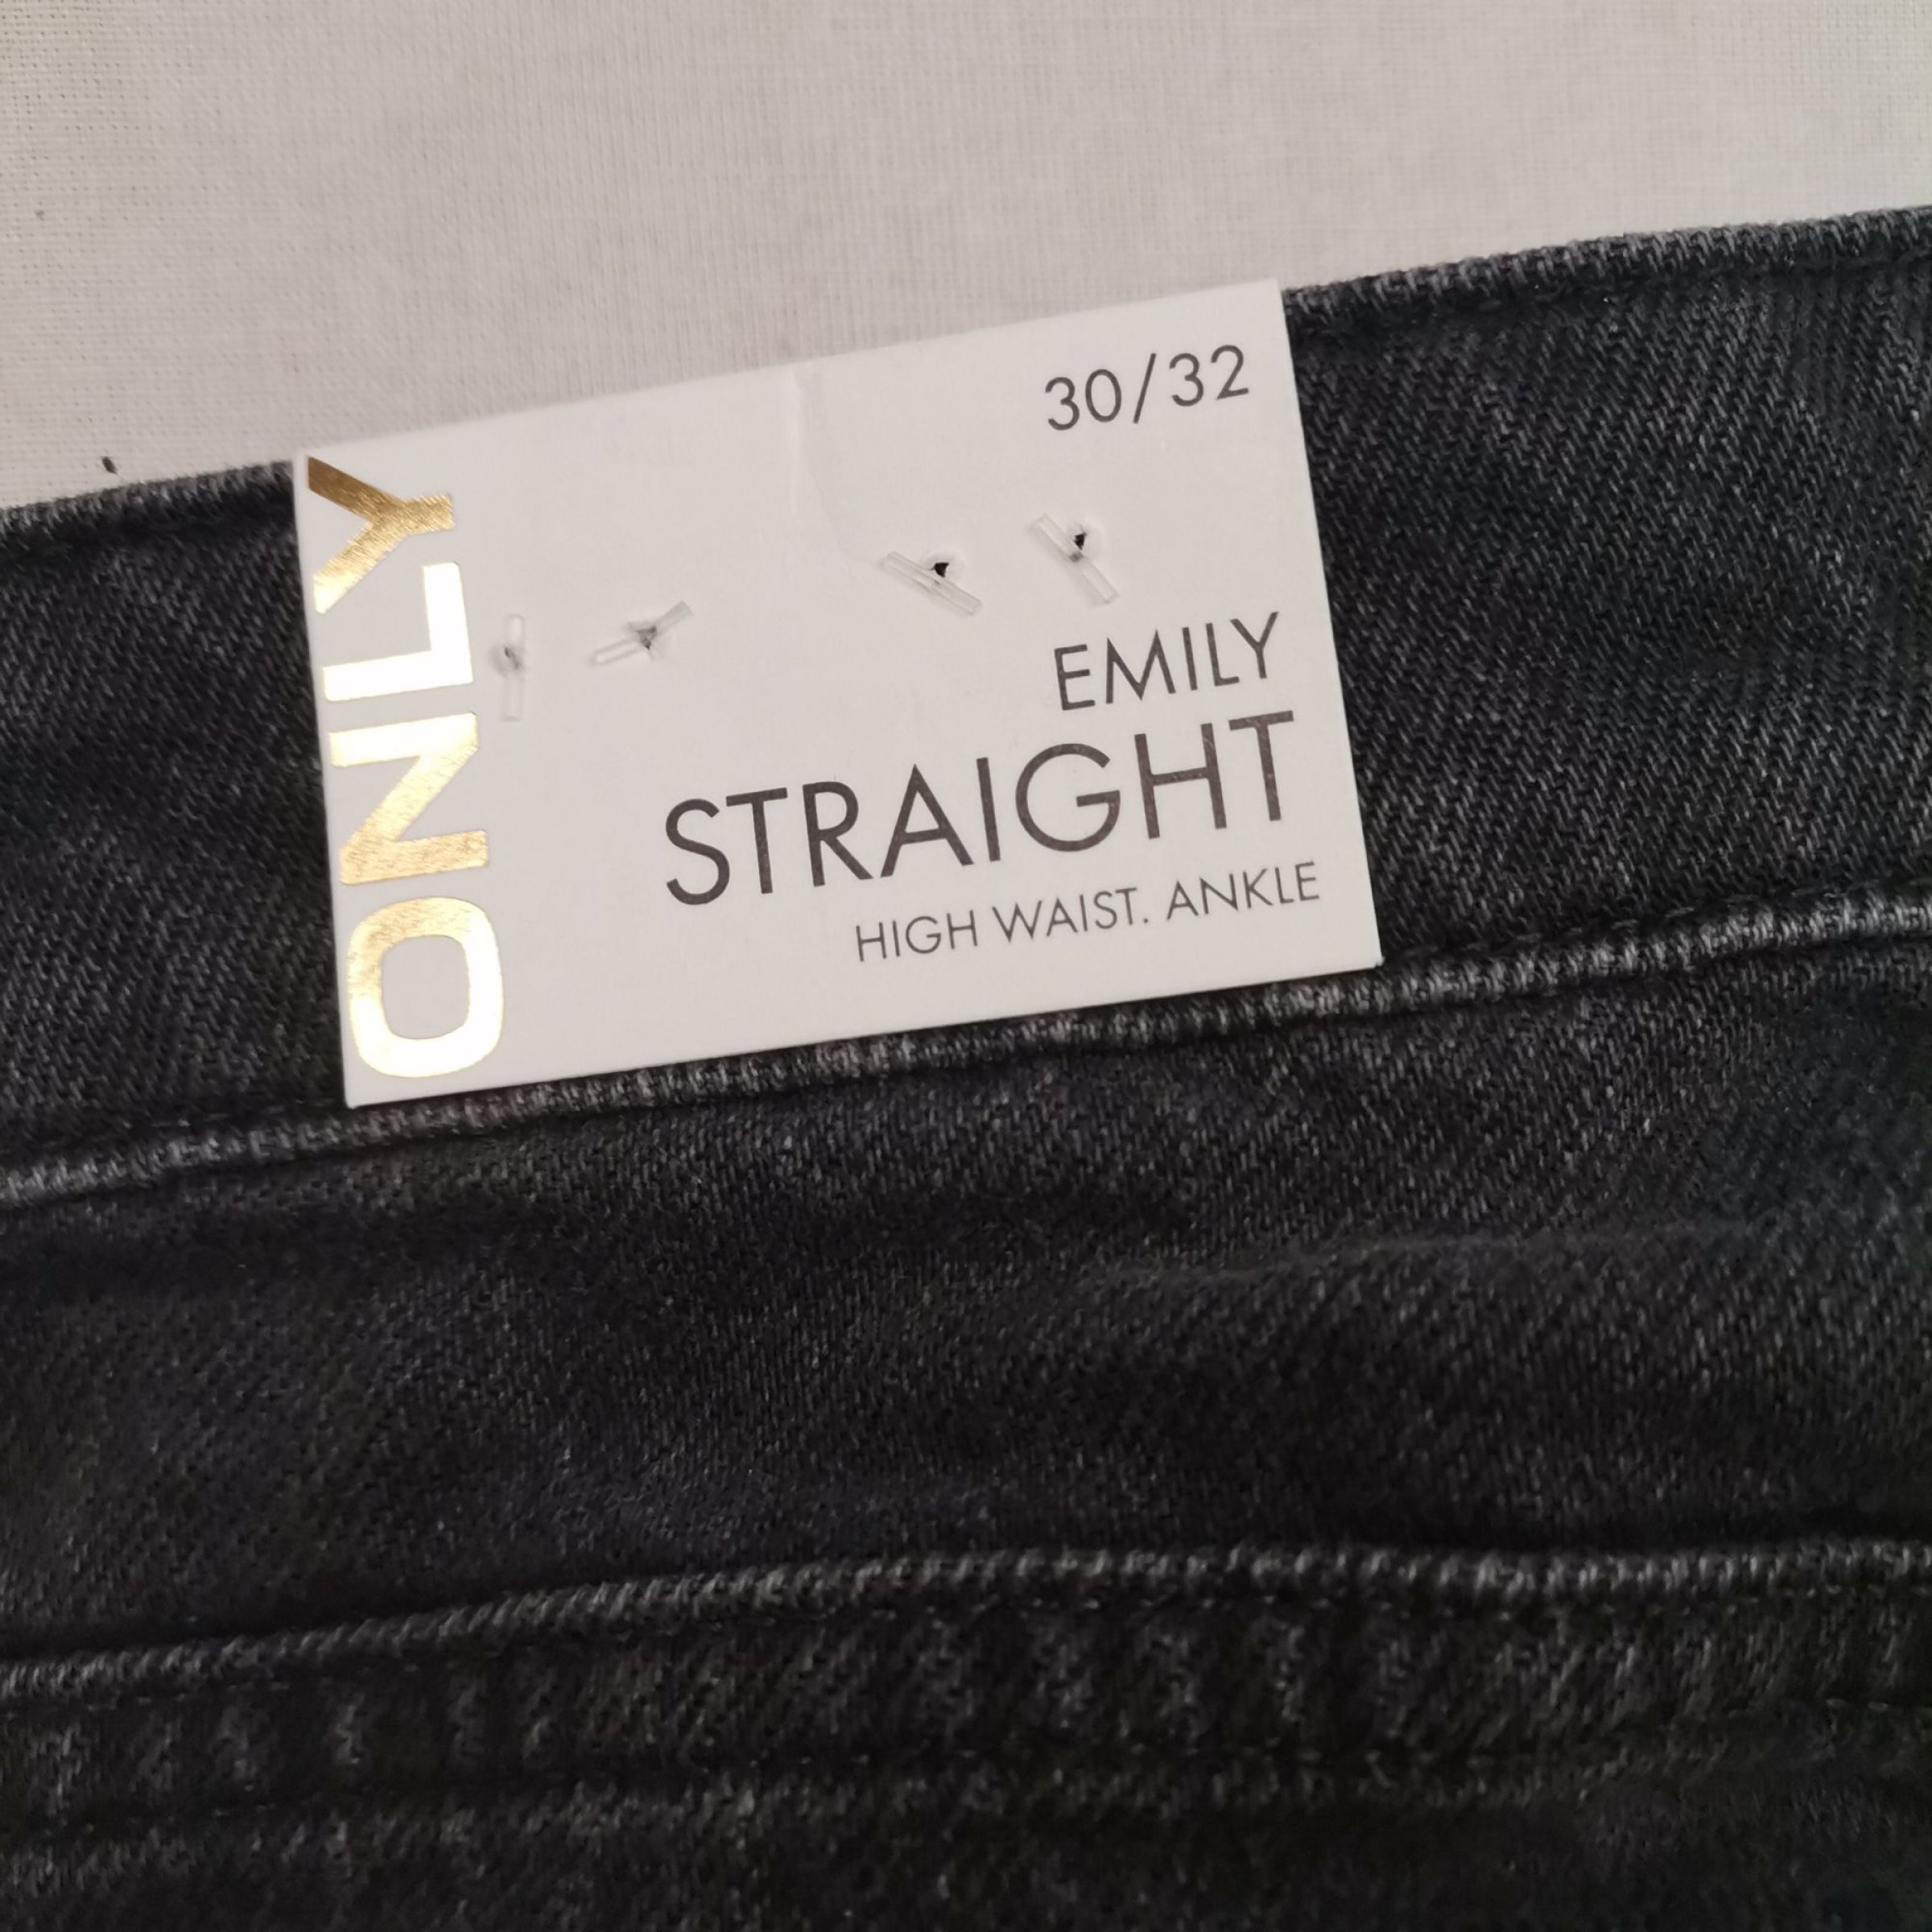 ONLY
30/32
EMILY
STRAIGHT
HIGH WAIST. ANKLE